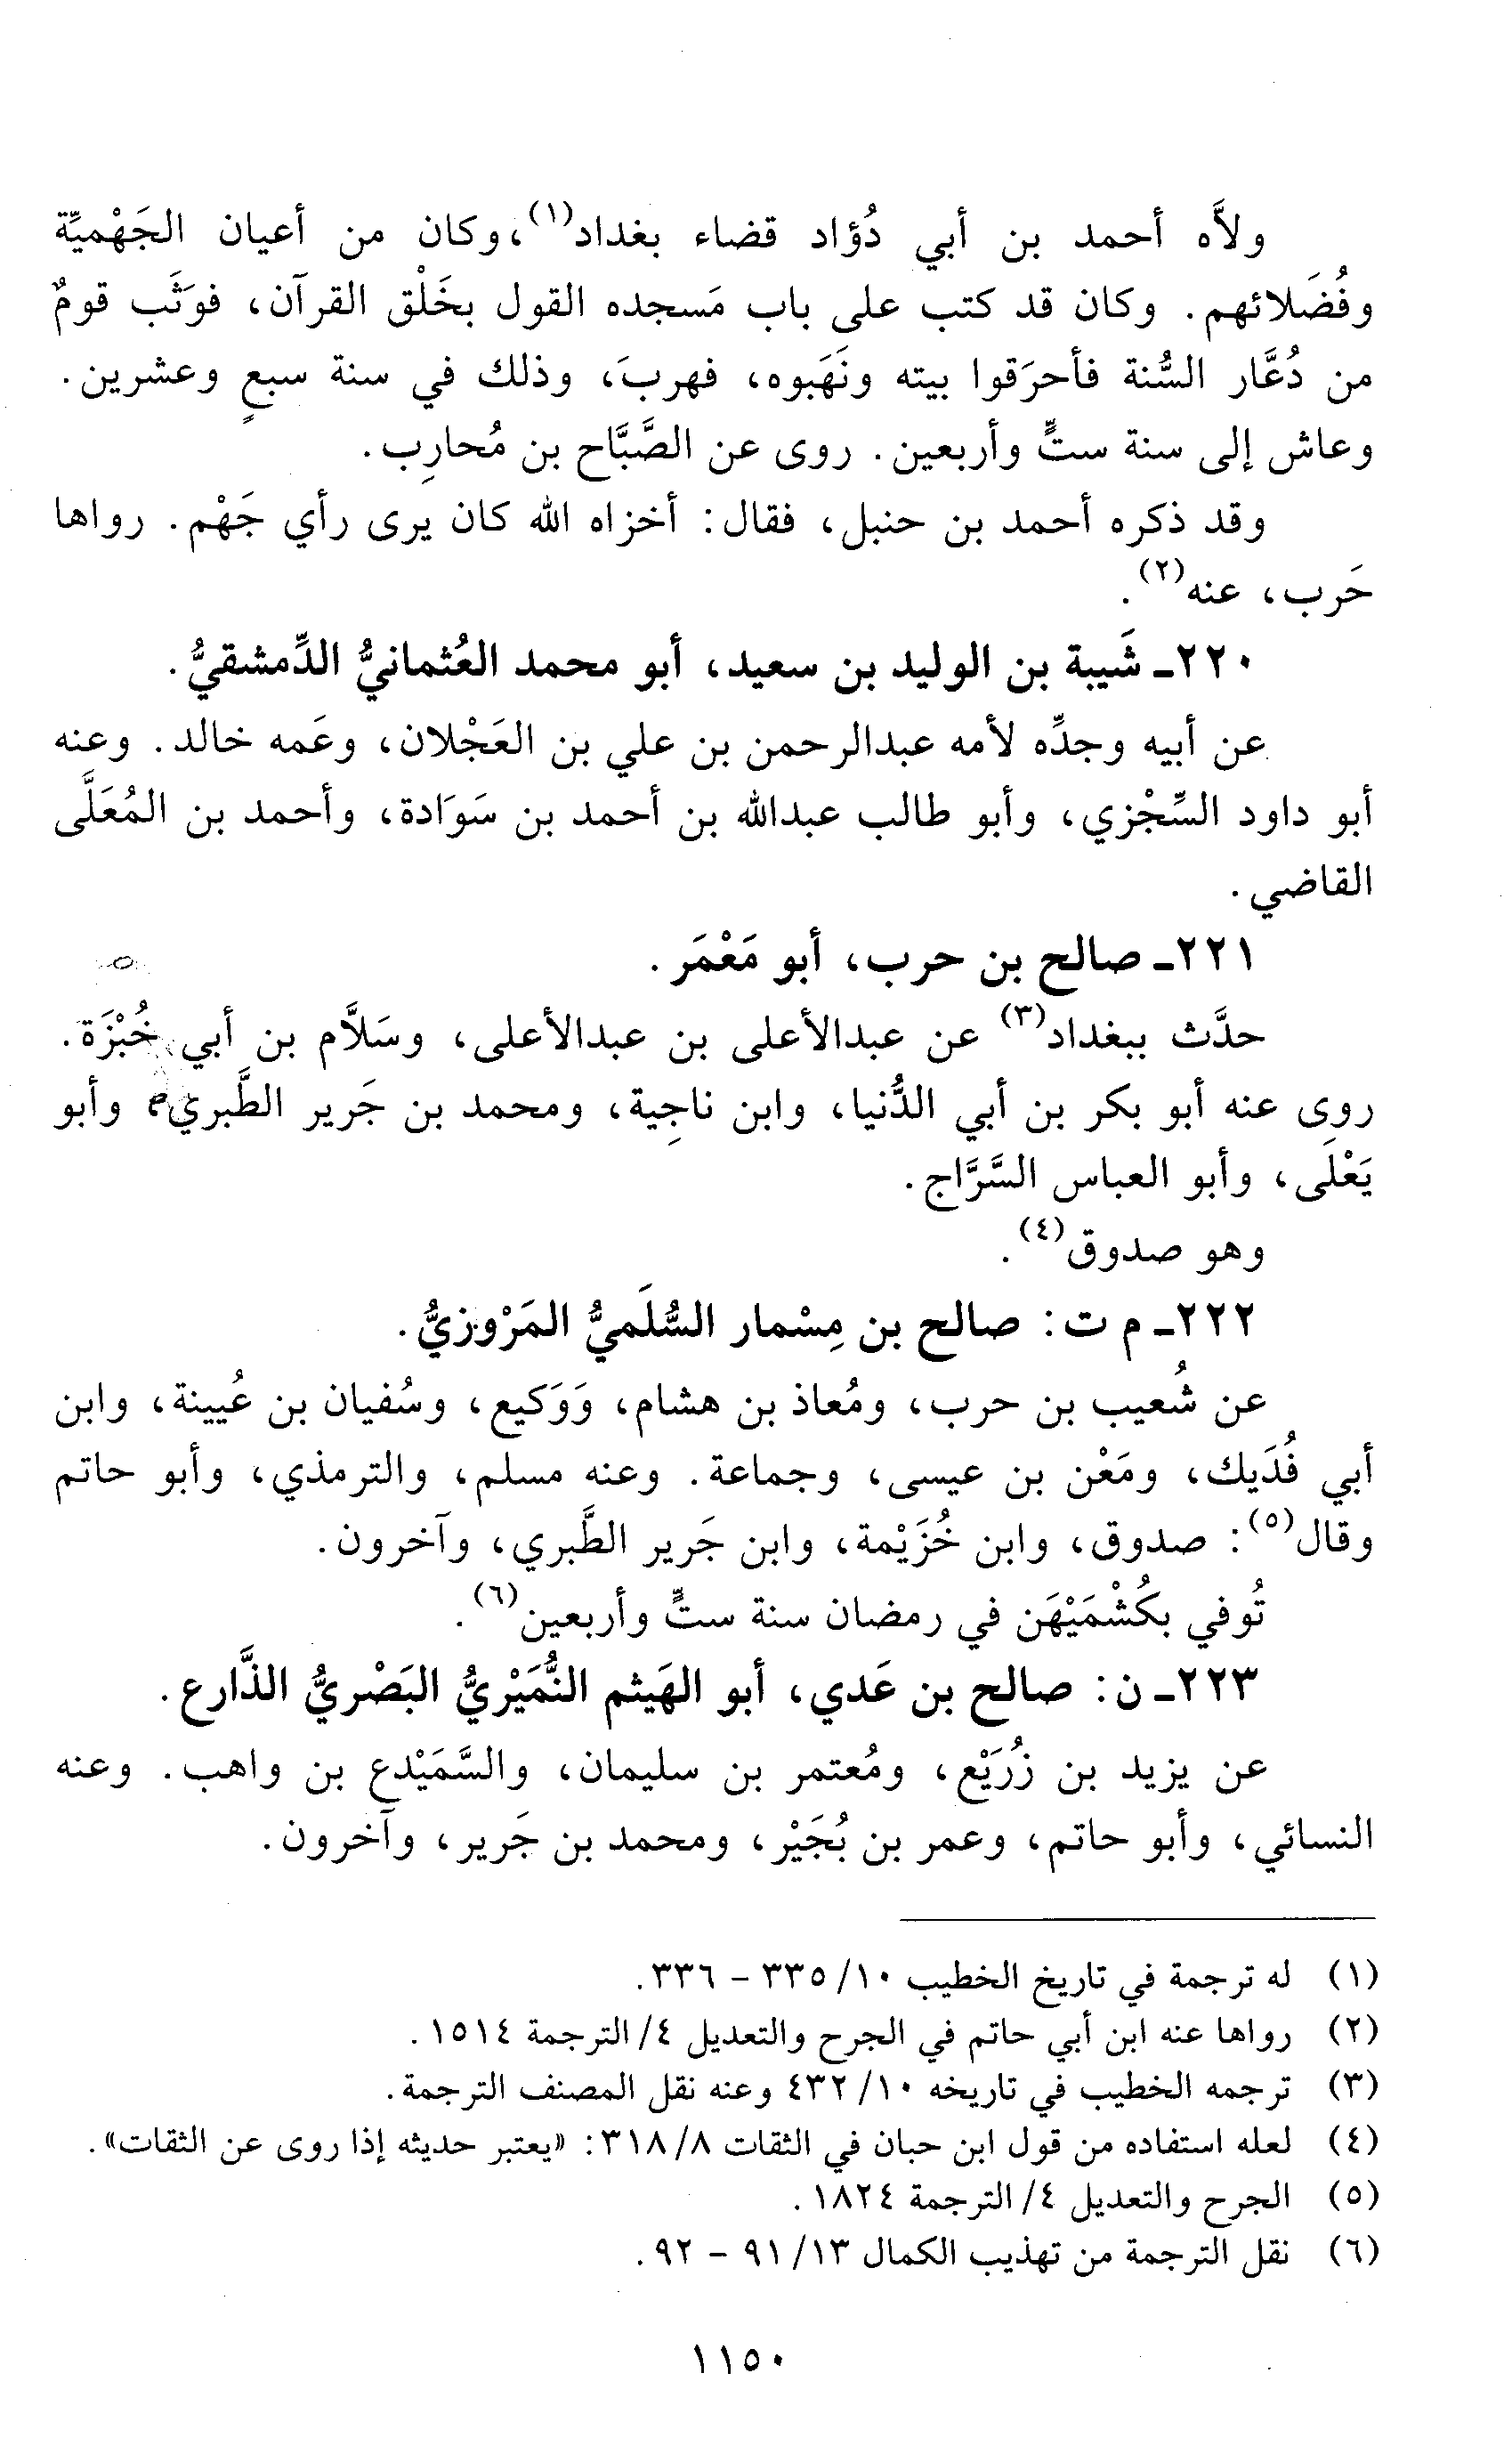 ولاَّه أحمد بن أبي دُؤاد قضاء بغداد(١)، وكان من أعيان الجَهْميَّة
وفُضَلائهم. وكان قد كتب على باب مَسجده القول بخَلْق القرآن، فوَثَب قومٌ
من دُعَّار السُّنة فأحرَقوا بيته ونَهَبوه، فهربَ، وذلك في سنة سبعٍ وعشرين.
وعاش إلى سنة ستٍّ وأربعين. روى عن الصَّبَّاح بن مُحارِب.
وقد ذكره أحمد بن حنبل، فقال: أخزاه الله كان يرى رأي جَهْم. رواها
حَرب، عنه(٢).
٢٢٠ـ شَيبة بن الوليد بن سعيد، أبو محمد العُثمانيُّ الدِّمشقيُّ.
عن أبيه وجدِّه لأمه عبدالرحمن بن علي بن العَجْلان، وعَمه خالد. وعنه
أبو داود السِّجْزي، وأبو طالب عبدالله بن أحمد بن سَوَادة، وأحمد بن المُعَلَّى
القاضي.
٢٢١ـ صالح بن حرب، أبو مَعْمَر.
حدَّث ببغداد(٣) عن عبدالأعلى بن عبدالأعلى، وسَلاَّم بن أبي خُبْزَة.
روى عنه أبو بكر بن أبي الدُّنيا، وابن ناجِية، ومحمد بن جَرير الطَّبري، وأبو
يَعْلَى، وأبو العباس السَّرَّاج.
وهو صدوق(٤).
٢٢٢ـ م ت: صالح بن مِسْمار السُّلَميُّ المَرْوزيُّ.
عن شُعيب بن حرب، ومُعاذ بن هشام، وَوَكيع، وسُفيان بن عُيينة، وابن
أبي فُدَيك، ومَعْن بن عيسى، وجماعة. وعنه مسلم، والترمذي، وأبو حاتم
وقال(٥): صدوق، وابن خُزَيْمة، وابن جَرير الطَّبري، وآخرون.
تُوفي بكُشْمَيْهَن في رمضان سنة ستٍّ وأربعين(٦).
٢٢٣ـ ن: صالح بن عَدي، أبو الهَيثم النُّمَيْريُّ البَصْريُّ الذَّارع.
عن يزيد بن زُرَيْع، ومُعتمر بن سليمان، والسَّمَيْدع بن واهب. وعنه
النسائي، وأبو حاتم، وعمر بن بُجَيْر، ومحمد بن جَرير، وآخرون.
(١) له ترجمة في تاريخ الخطيب ١٠/ ٣٣٥ - ٣٣٦.
(٢) رواها عنه ابن أبي حاتم في الجرح والتعديل ٤/ الترجمة ١٥١٤.
(٣) ترجمه الخطيب في تاريخه ١٠/ ٤٣٢ وعنه نقل المصنف الترجمة.
(٤) لعله استفاده من قول ابن حبان في الثقات ٨/ ٣١٨: «يعتبر حديثه إذا روى عن الثقات».
(٥) الجرح والتعديل ٤/ الترجمة ١٨٢٤.
(٦) نقل الترجمة من تهذيب الكمال ١٣/ ٩١ - ٩٢.
١١٥٠